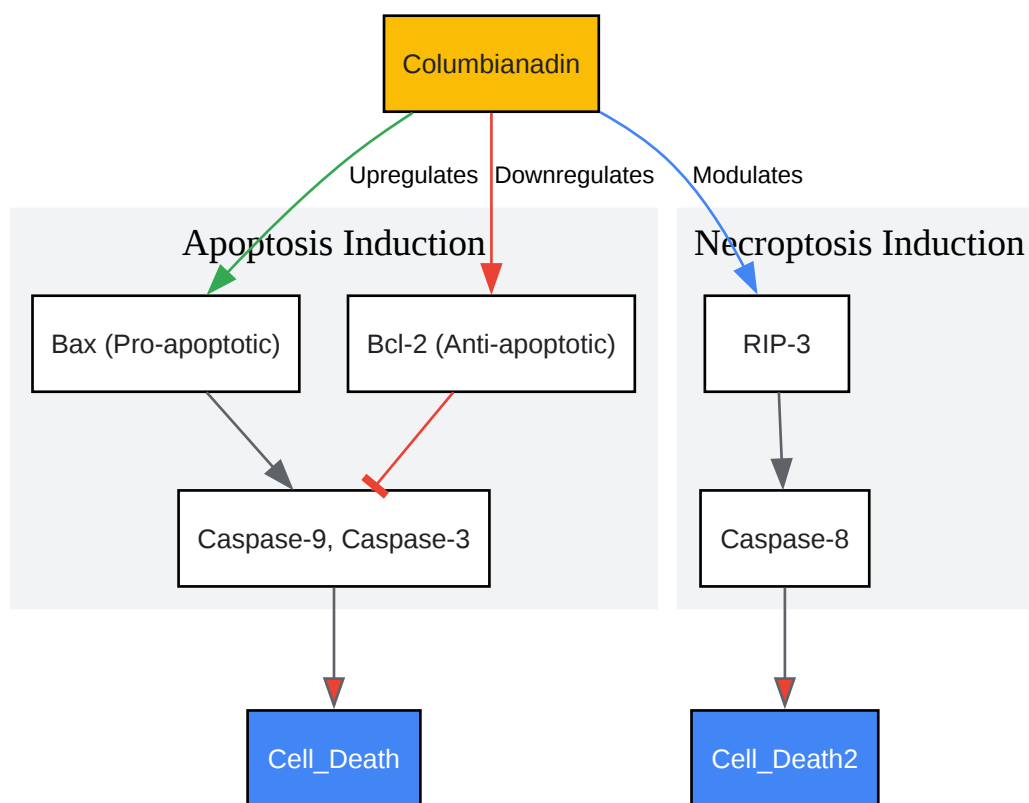 Columbianadin
Upregulates
Downregulates
Modulates
Apoptosis Induction
Necroptosis Induction
Bax (Pro-apoptotic)
Bcl-2 (Anti-apoptotic)
RIP-3
Caspase-9, Caspase-3
Caspase-8
Cell_Death
Cell_Death2